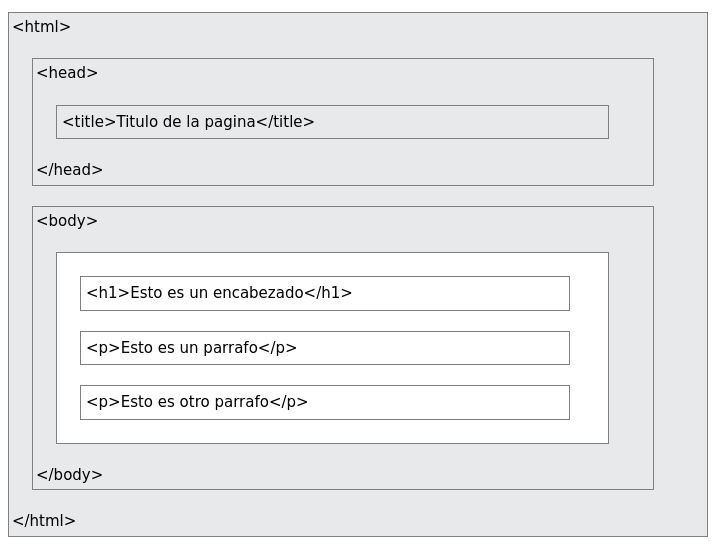 <html>
<head>
<title>Titulo de la pagina</title>
</head>
<body>
<h1>Esto es un encabezado</h1>
<p>Esto es un parrafo</p>
<p>Esto es otro parrafo</p>
</body>
</html>